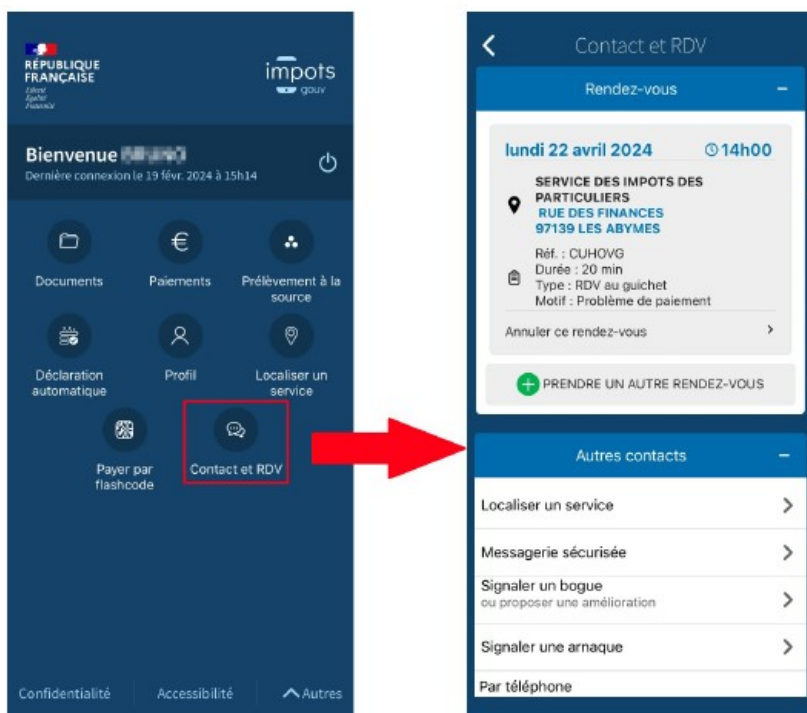 RÉPUBLIQUE
FRANÇAISE
Liberté
Égalité
Fraternité
impots
gouv
Bienvenue
Dernière connexion le 19 févr. 2024 à 15h14
Documents
Paiements
Prélèvement à la
source
Déclaration
automatique
Profil
Localiser un
service
Payer par
flashcode
Contact et RDV
Confidentialité
Accessibilité
Autres
Contact et RDV
Rendez-vous
lundi 22 avril 2024 14h00
SERVICE DES IMPOTS DES
PARTICULIERS
RUE DES FINANCES
97139 LES ABYMES
Réf. : CUHOVG
Durée : 20 min
Type : RDV au guichet
Motif : Problème de paiement
Annuler ce rendez-vous
PRENDRE UN AUTRE RENDEZ-VOUS
Autres contacts
Localiser un service
Messagerie sécurisée
Signaler un bogue
ou proposer une amélioration
Signaler une arnaque
Par téléphone